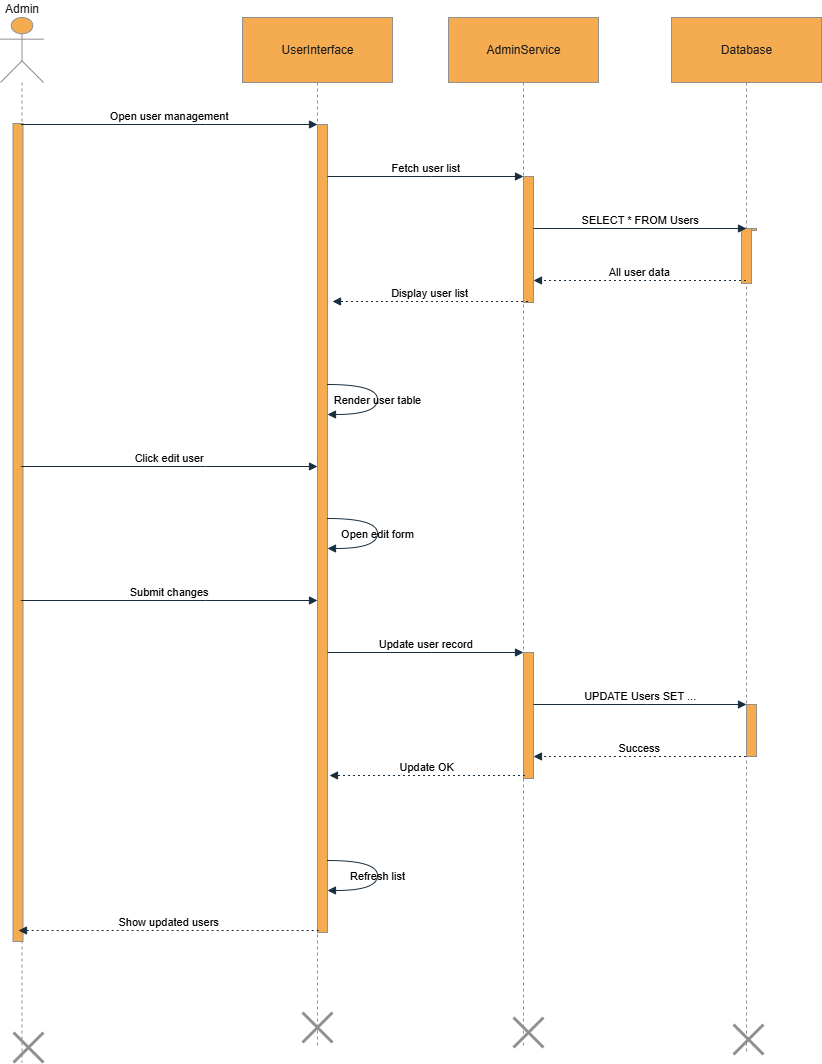 Admin
UserInterface
AdminService
Database
Open user management
Fetch user list
SELECT * FROM Users
All user data
Display user list
Render user table
Click edit user
Open edit form
Submit changes
Update user record
UPDATE Users SET ...
Success
Update OK
Refresh list
Show updated users